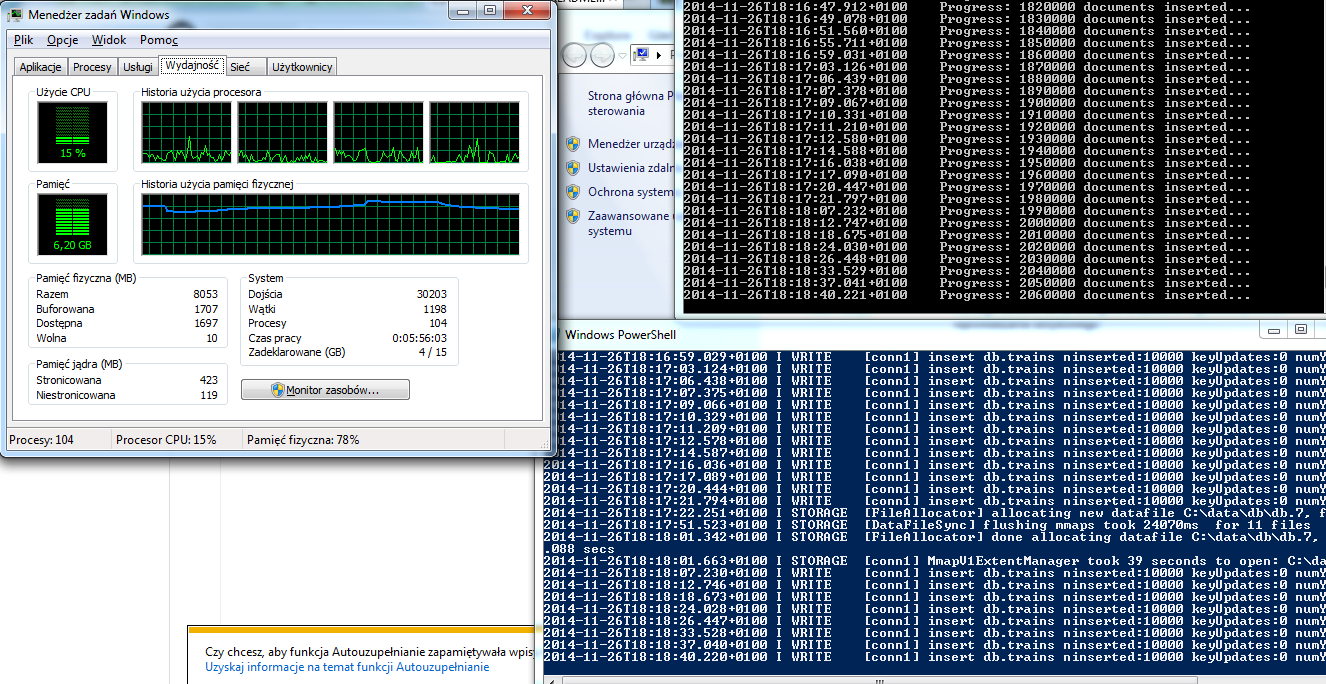 Menedżer zadań Windows
Plik Opcje Widok Pomoc
Aplikacje Procesy Usługi Wydajność Sieć Użytkownicy
Użycie CPU
15 %
Historia użycia procesora
Pamięć
6,20 GB
Historia użycia pamięci fizycznej
Pamięć fizyczna (MB)
Razem 8053
Buforowana 1707
Dostępna 1697
Wolna 10
Pamięć jądra (MB)
Stronicowana 423
Niestronicowana 119
System
Dojścia 30203
Wątki 1198
Procesy 104
Czas pracy 0:05:56:03
Zadeklarowane (GB) 4 / 15
Monitor zasobów...
Procesy: 104 Procesor CPU: 15% Pamięć fizyczna: 78%
Strona główna P
sterowania
Menedżer urządz
Ustawienia zdaln
Ochrona system
Zaawansowane
systemu
2014-11-26T18:16:47.912+0100 Progress: 1820000 documents inserted...
2014-11-26T18:16:49.078+0100 Progress: 1830000 documents inserted...
2014-11-26T18:16:51.560+0100 Progress: 1840000 documents inserted...
2014-11-26T18:16:55.711+0100 Progress: 1850000 documents inserted...
2014-11-26T18:16:59.031+0100 Progress: 1860000 documents inserted...
2014-11-26T18:17:03.126+0100 Progress: 1870000 documents inserted...
2014-11-26T18:17:06.439+0100 Progress: 1880000 documents inserted...
2014-11-26T18:17:07.378+0100 Progress: 1890000 documents inserted...
2014-11-26T18:17:09.067+0100 Progress: 1900000 documents inserted...
2014-11-26T18:17:10.331+0100 Progress: 1910000 documents inserted...
2014-11-26T18:17:11.210+0100 Progress: 1920000 documents inserted...
2014-11-26T18:17:12.580+0100 Progress: 1930000 documents inserted...
2014-11-26T18:17:14.588+0100 Progress: 1940000 documents inserted...
2014-11-26T18:17:16.038+0100 Progress: 1950000 documents inserted...
2014-11-26T18:17:17.090+0100 Progress: 1960000 documents inserted...
2014-11-26T18:17:20.447+0100 Progress: 1970000 documents inserted...
2014-11-26T18:17:21.797+0100 Progress: 1980000 documents inserted...
2014-11-26T18:18:07.232+0100 Progress: 1990000 documents inserted...
2014-11-26T18:18:12.747+0100 Progress: 2000000 documents inserted...
2014-11-26T18:18:18.675+0100 Progress: 2010000 documents inserted...
2014-11-26T18:18:24.030+0100 Progress: 2020000 documents inserted...
2014-11-26T18:18:26.448+0100 Progress: 2030000 documents inserted...
2014-11-26T18:18:33.529+0100 Progress: 2040000 documents inserted...
2014-11-26T18:18:37.041+0100 Progress: 2050000 documents inserted...
2014-11-26T18:18:40.221+0100 Progress: 2060000 documents inserted...
Windows PowerShell
014-11-26T18:16:59.029+0100 I WRITE [conn1] insert db.trains ninserted:10000 keyUpdates:0 numY
014-11-26T18:17:03.124+0100 I WRITE [conn1] insert db.trains ninserted:10000 keyUpdates:0 numY
014-11-26T18:17:06.438+0100 I WRITE [conn1] insert db.trains ninserted:10000 keyUpdates:0 numY
014-11-26T18:17:07.375+0100 I WRITE [conn1] insert db.trains ninserted:10000 keyUpdates:0 numY
014-11-26T18:17:09.066+0100 I WRITE [conn1] insert db.trains ninserted:10000 keyUpdates:0 numY
014-11-26T18:17:10.329+0100 I WRITE [conn1] insert db.trains ninserted:10000 keyUpdates:0 numY
014-11-26T18:17:11.209+0100 I WRITE [conn1] insert db.trains ninserted:10000 keyUpdates:0 numY
014-11-26T18:17:12.578+0100 I WRITE [conn1] insert db.trains ninserted:10000 keyUpdates:0 numY
014-11-26T18:17:14.587+0100 I WRITE [conn1] insert db.trains ninserted:10000 keyUpdates:0 numY
2014-11-26T18:17:16.036+0100 I WRITE [conn1] insert db.trains ninserted:10000 keyUpdates:0 numY
2014-11-26T18:17:17.089+0100 I WRITE [conn1] insert db.trains ninserted:10000 keyUpdates:0 numY
2014-11-26T18:17:20.444+0100 I WRITE [conn1] insert db.trains ninserted:10000 keyUpdates:0 numY
2014-11-26T18:17:21.794+0100 I WRITE [conn1] insert db.trains ninserted:10000 keyUpdates:0 numY
2014-11-26T18:17:22.251+0100 I STORAGE [FileAllocator] allocating new datafile C:\data\db\db.7, f
2014-11-26T18:17:51.523+0100 I STORAGE [DataFileSync] flushing mmaps took 24070ms for 11 files
2014-11-26T18:18:01.342+0100 I STORAGE [FileAllocator] done allocating datafile C:\data\db\db.7,
.088 secs
2014-11-26T18:18:01.663+0100 I STORAGE [conn1] MmapV1ExtentManager took 39 seconds to open: C:\da
2014-11-26T18:18:07.230+0100 I WRITE [conn1] insert db.trains ninserted:10000 keyUpdates:0 numY
2014-11-26T18:18:12.746+0100 I WRITE [conn1] insert db.trains ninserted:10000 keyUpdates:0 numY
2014-11-26T18:18:18.673+0100 I WRITE [conn1] insert db.trains ninserted:10000 keyUpdates:0 numY
2014-11-26T18:18:24.028+0100 I WRITE [conn1] insert db.trains ninserted:10000 keyUpdates:0 numY
2014-11-26T18:18:26.447+0100 I WRITE [conn1] insert db.trains ninserted:10000 keyUpdates:0 numY
2014-11-26T18:18:33.528+0100 I WRITE [conn1] insert db.trains ninserted:10000 keyUpdates:0 numY
2014-11-26T18:18:37.040+0100 I WRITE [conn1] insert db.trains ninserted:10000 keyUpdates:0 numY
2014-11-26T18:18:40.220+0100 I WRITE [conn1] insert db.trains ninserted:10000 keyUpdates:0 numY
Czy chcesz, aby funkcja Autouzupełnianie zapamiętywała wpisy
Uzyskaj informacje na temat funkcji Autouzupełnianie